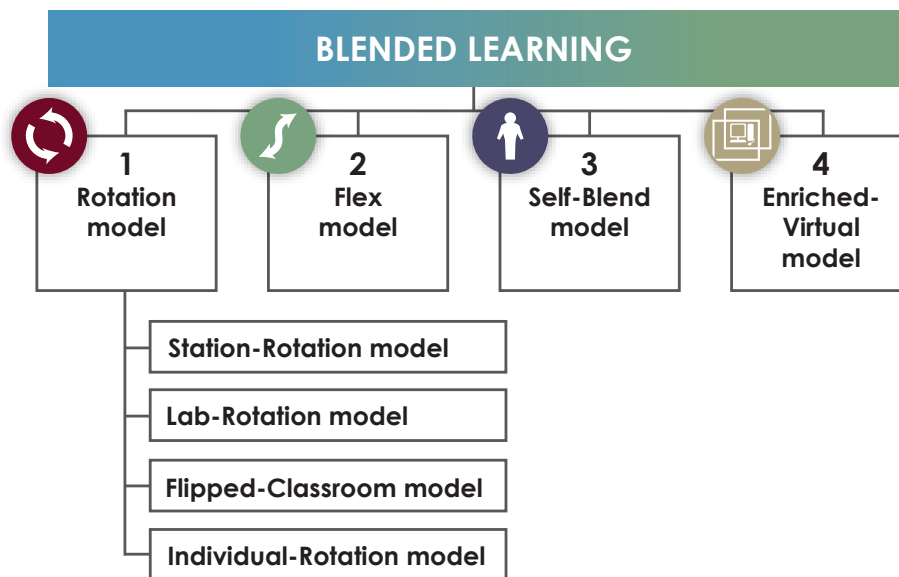 BLENDED LEARNING
1
Rotation
model
2
Flex
model
3
Self-Blend
model
4
Enriched-
Virtual
model
Station-Rotation model
Lab-Rotation model
Flipped-Classroom model
Individual-Rotation model